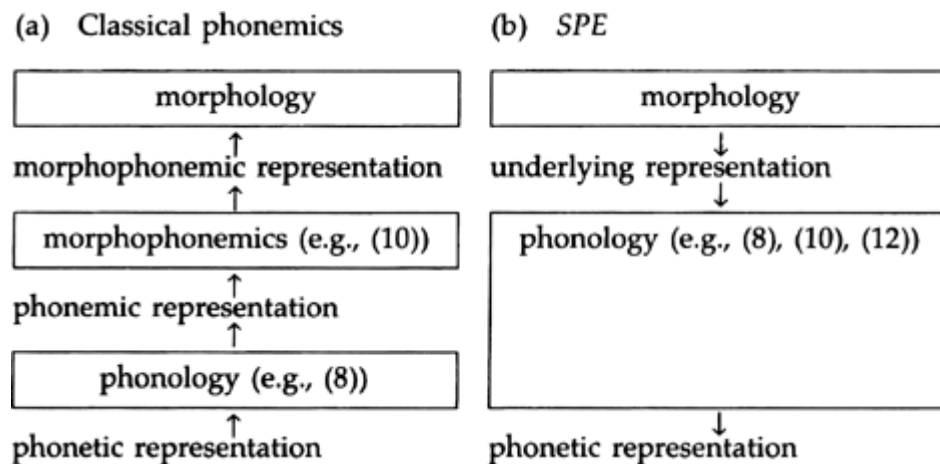 (a) Classical phonemics
morphology
morphophonemic representation
morphophonemics (e.g., (10))
phonemic representation
phonology (e.g., (8))
phonetic representation
(b) SPE
morphology
underlying representation
phonology (e.g., (8), (10), (12))
phonetic representation